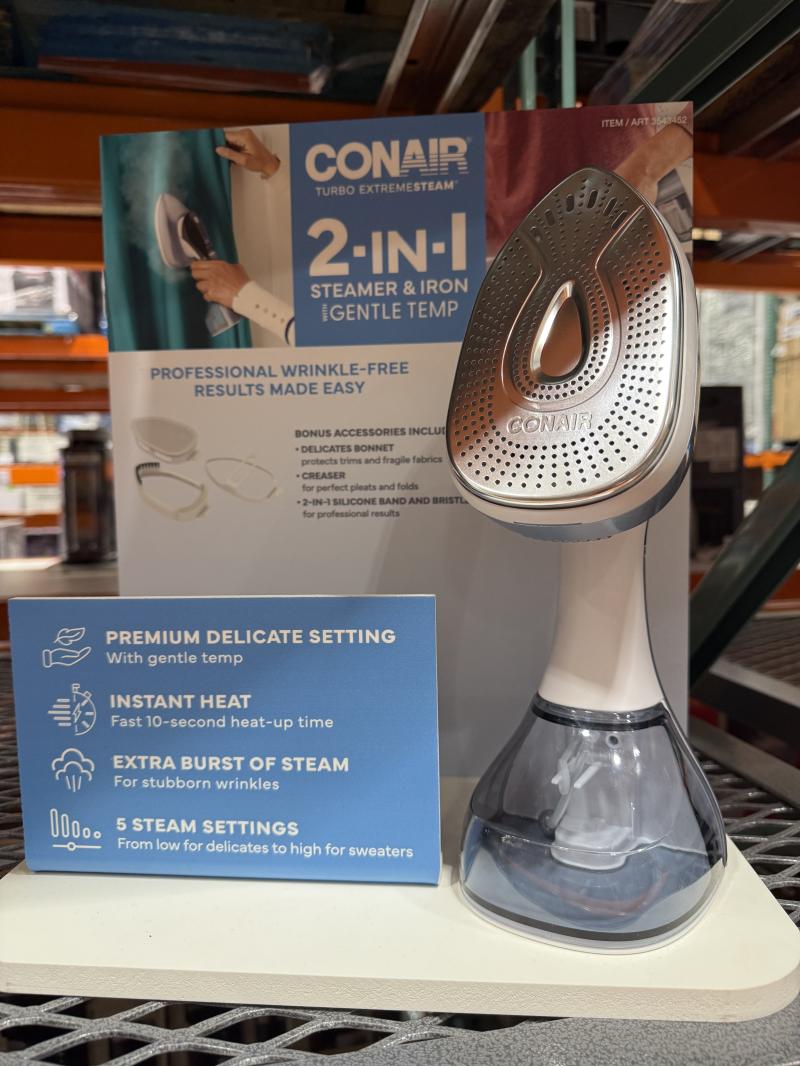 ITEM / ART 3543452
CONAIR®
TURBO EXTREMESTEAM™
2-IN-1
STEAMER & IRON
WITH GENTLE TEMP
PROFESSIONAL WRINKLE-FREE
RESULTS MADE EASY
BONUS ACCESSORIES INCLU
• DELICATES BONNET
protects trims and fragile fabrics
• CREASER
for perfect pleats and folds
• 2-IN-1 SILICONE BAND AND BRISTL
for professional results
CONAIR
PREMIUM DELICATE SETTING
With gentle temp
INSTANT HEAT
Fast 10-second heat-up time
EXTRA BURST OF STEAM
For stubborn wrinkles
5 STEAM SETTINGS
From low for delicates to high for sweaters